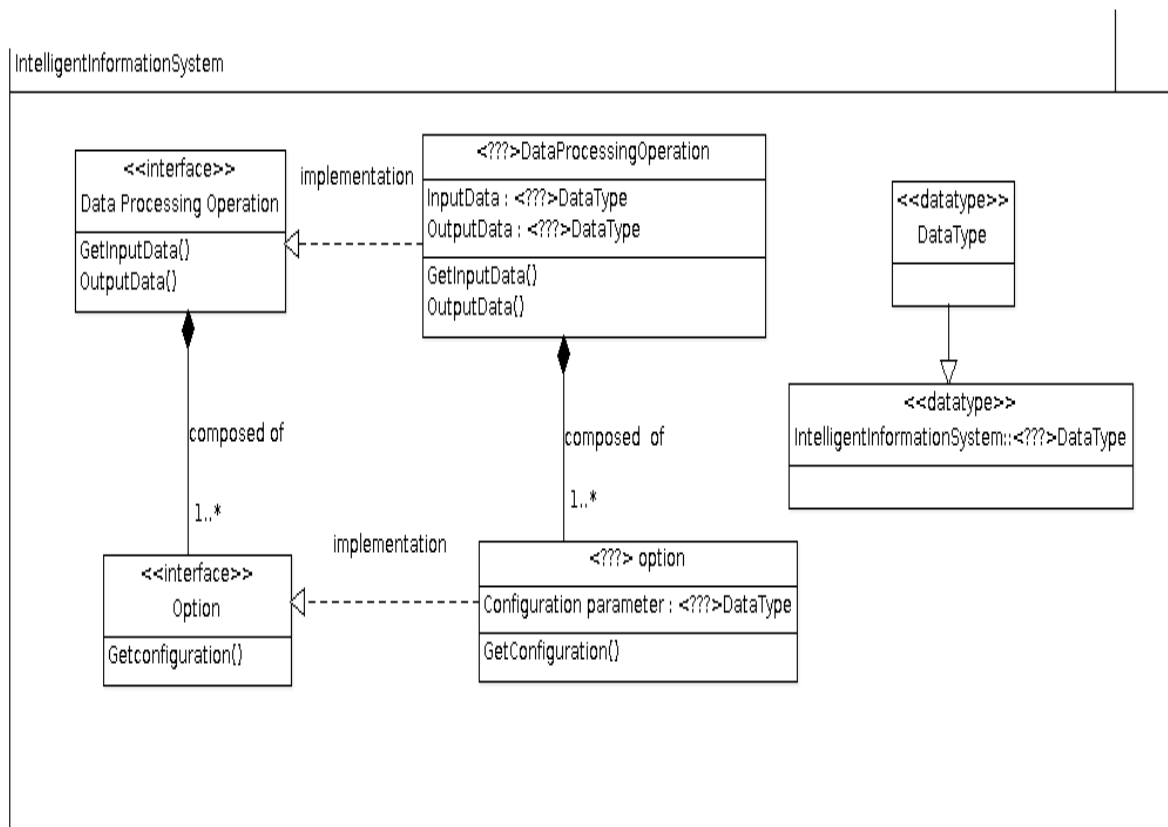 IntelligentInformationSystem
<<interface>>
Data Processing Operation
GetInputData()
OutputData()
implementation
<???>DataProcessingOperation
InputData : <???>DataType
OutputData : <???>DataType
GetInputData()
OutputData()
<<datatype>>
DataType
<<datatype>>
IntelligentInformationSystem::<???>DataType
composed of
1..*
composed of
1..*
<<interface>>
Option
Getconfiguration()
implementation
<???> option
Configuration parameter : <???>DataType
GetConfiguration()